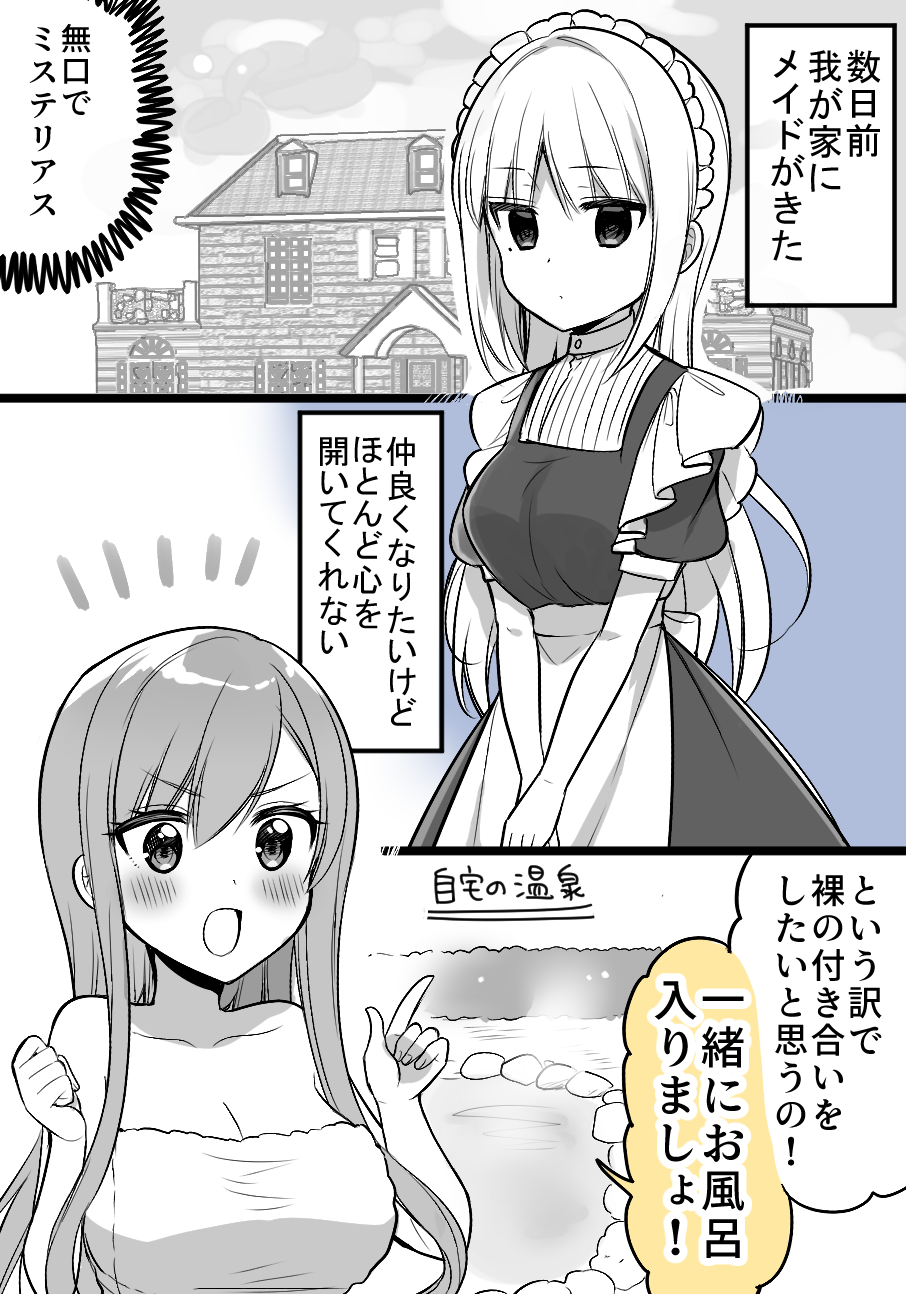 数日前
我が家に
メイドがきた
無口で
ミステリアス
仲良くなりたいけど
ほとんど心を
開いてくれない
という訳で
裸の付き合いを
したいと思うの！
一緒にお風呂
入りましょ！
自宅の温泉